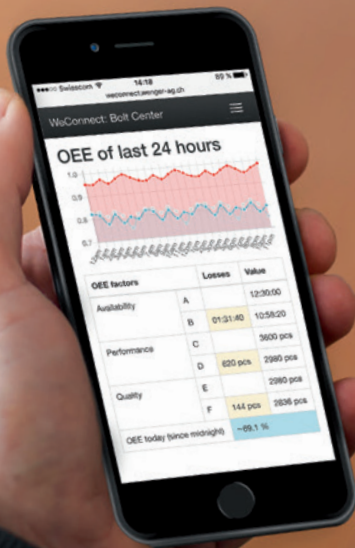 Swisscom 14:18 89 %
weconnect.wenger-ag.ch
WeConnect: Bolt Center
OEE of last 24 hours
1.0
0.9
0.8
0.7
OEE factors Losses Value
Availability A 12:30:00
B 01:31:40 10:58:20
Performance C 3600 pcs
D 620 pcs 2980 pcs
Quality E 2980 pcs
F 144 pcs 2836 pcs
OEE today (since midnight) ~69.1 %